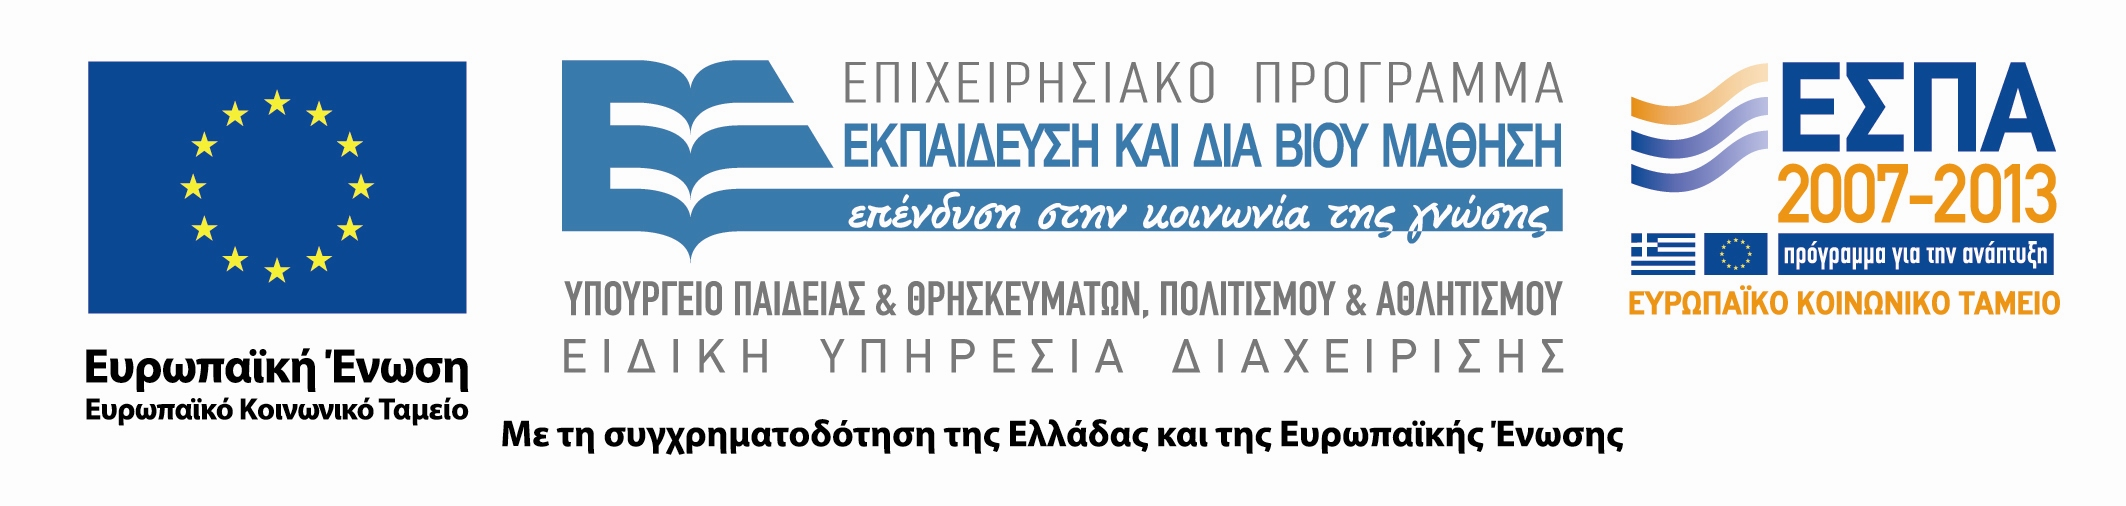 Ευρωπαϊκή Ένωση
Ευρωπαϊκό Κοινωνικό Ταμείο
ΕΠΙΧΕΙΡΗΣΙΑΚΟ ΠΡΟΓΡΑΜΜΑ
ΕΚΠΑΙΔΕΥΣΗ ΚΑΙ ΔΙΑ ΒΙΟΥ ΜΑΘΗΣΗ
επένδυση στην κοινωνία της γνώσης
ΥΠΟΥΡΓΕΙΟ ΠΑΙΔΕΙΑΣ & ΘΡΗΣΚΕΥΜΑΤΩΝ, ΠΟΛΙΤΙΣΜΟΥ & ΑΘΛΗΤΙΣΜΟΥ
ΕΙΔΙΚΗ ΥΠΗΡΕΣΙΑ ΔΙΑΧΕΙΡΙΣΗΣ
Με τη συγχρηματοδότηση της Ελλάδας και της Ευρωπαϊκής Ένωσης
ΕΣΠΑ
2007-2013
πρόγραμμα για την ανάπτυξη
ΕΥΡΩΠΑΪΚΟ ΚΟΙΝΩΝΙΚΟ ΤΑΜΕΙΟ